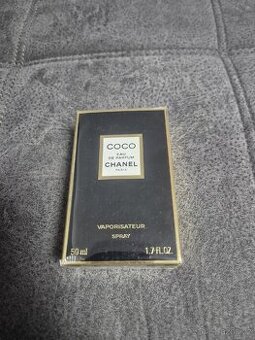 COCO
EAU
DE PARFUM
CHANEL
PARIS
VAPORISATEUR
SPRAY
50 ml 1.7 FL.OZ.